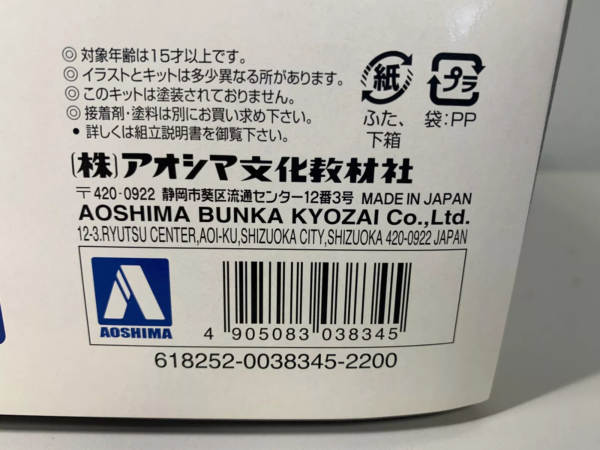 ◎ 対象年齢は15才以上です。
◎ イラストとキットは多少異なる所があります。
◎ このキットは塗装されておりません。
◎ 接着剤・塗料は別にお買い求め下さい。
• 詳しくは組立説明書を御覧下さい。
紙
ふた、
下箱
プラ
袋:PP
(株)アオシマ文化教材社
〒420-0922 静岡市葵区流通センター12番3号 MADE IN JAPAN
AOSHIMA BUNKA KYOZAI Co.,Ltd.
12-3.RYUTSU CENTER,AOI-KU,SHIZUOKA CITY,SHIZUOKA 420-0922 JAPAN
AOSHIMA
4 905083 038345
618252-0038345-2200